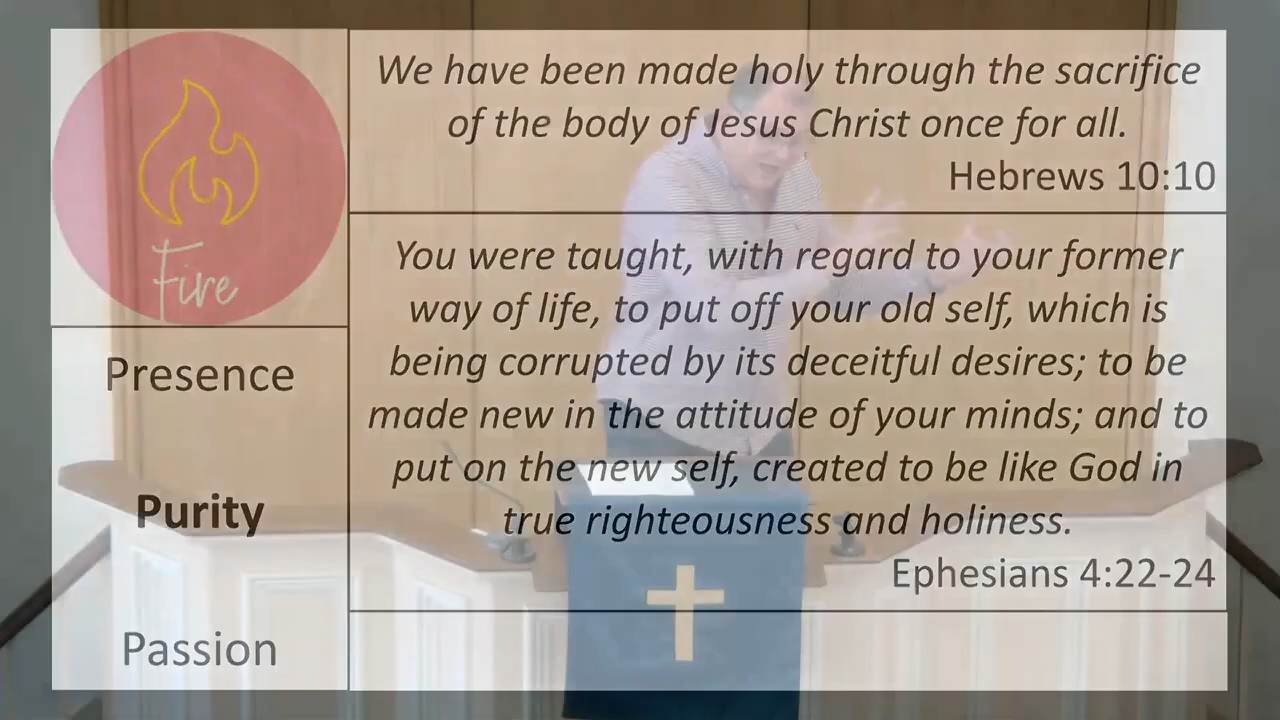 Fire
Presence
Purity
Passion
We have been made holy through the sacrifice
of the body of Jesus Christ once for all.
Hebrews 10:10
You were taught, with regard to your former
way of life, to put off your old self, which is
being corrupted by its deceitful desires; to be
made new in the attitude of your minds; and to
put on the new self, created to be like God in
true righteousness and holiness.
Ephesians 4:22-24